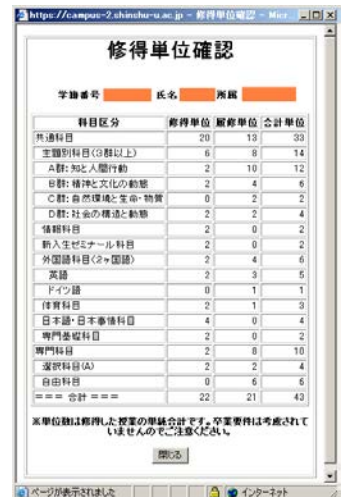 https://campus-2.shinshu-u.ac.jp - 修得単位確認 - Micr...
修得単位確認
学籍番号 氏名 所属
科目区分 修得単位 履修単位 合計単位
共通科目 20 13 33
主題別科目(3群以上) 6 8 14
A群:知と人間行動 2 10 12
B群:精神と文化の動態 2 4 6
C群:自然環境と生命・物質 0 2 2
D群:社会の構造と動態 2 2 4
情報科目 2 0 2
新入生ゼミナール科目 2 0 2
外国語科目(2ヶ国語) 2 4 6
英語 2 3 5
ドイツ語 0 1 1
体育科目 2 1 3
日本語・日本事情科目 4 0 4
専門基礎科目 2 0 2
専門科目 2 8 10
選択科目(A) 2 2 4
自由科目 0 6 6
=== 合計 === 22 21 43
※単位数は修得した授業の単純合計です。卒業要件は考慮されて
いませんのでご注意ください。
閉じる
ページが表示されました インターネット